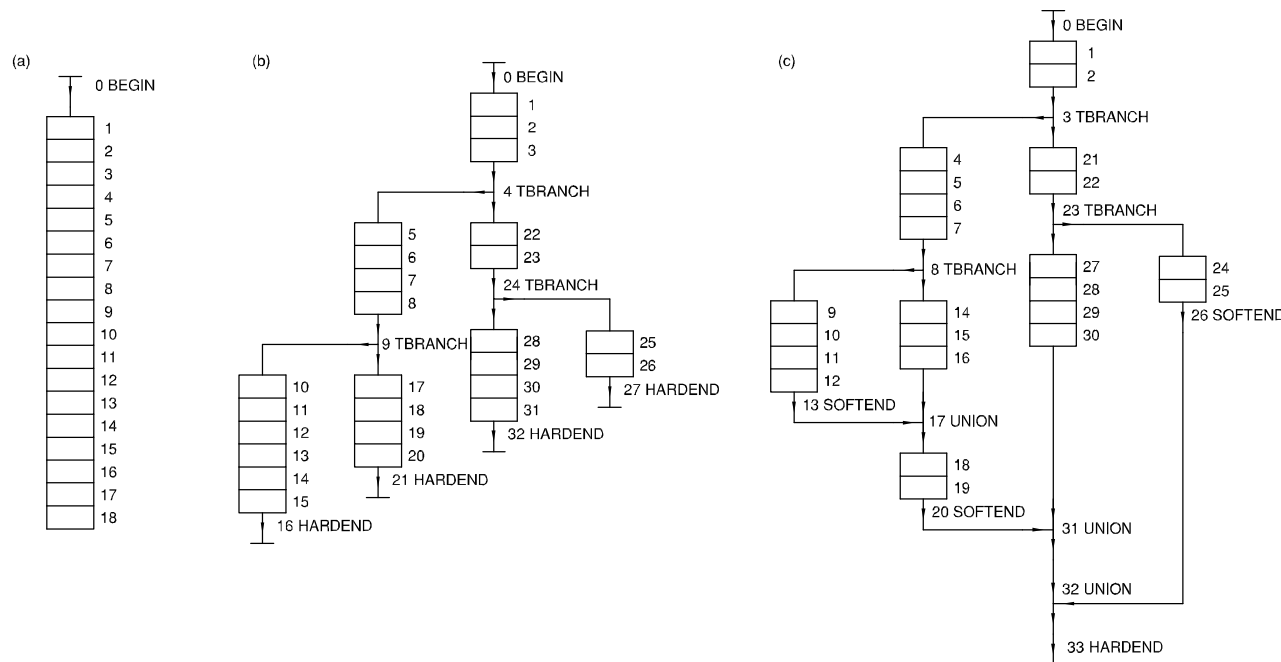 (a)
0 BEGIN
1
2
3
4
5
6
7
8
9
10
11
12
13
14
15
16
17
18
(b)
0 BEGIN
1
2
3
4 TBRANCH
5
6
7
8
9 TBRANCH
10
11
12
13
14
15
16 HARDEND
17
18
19
20
21 HARDEND
22
23
24 TBRANCH
25
26
27 HARDEND
28
29
30
31
32 HARDEND
(c)
0 BEGIN
1
2
3 TBRANCH
4
5
6
7
8 TBRANCH
9
10
11
12
13 SOFTEND
14
15
16
17 UNION
18
19
20 SOFTEND
21
22
23 TBRANCH
24
25
26 SOFTEND
27
28
29
30
31 UNION
32 UNION
33 HARDEND